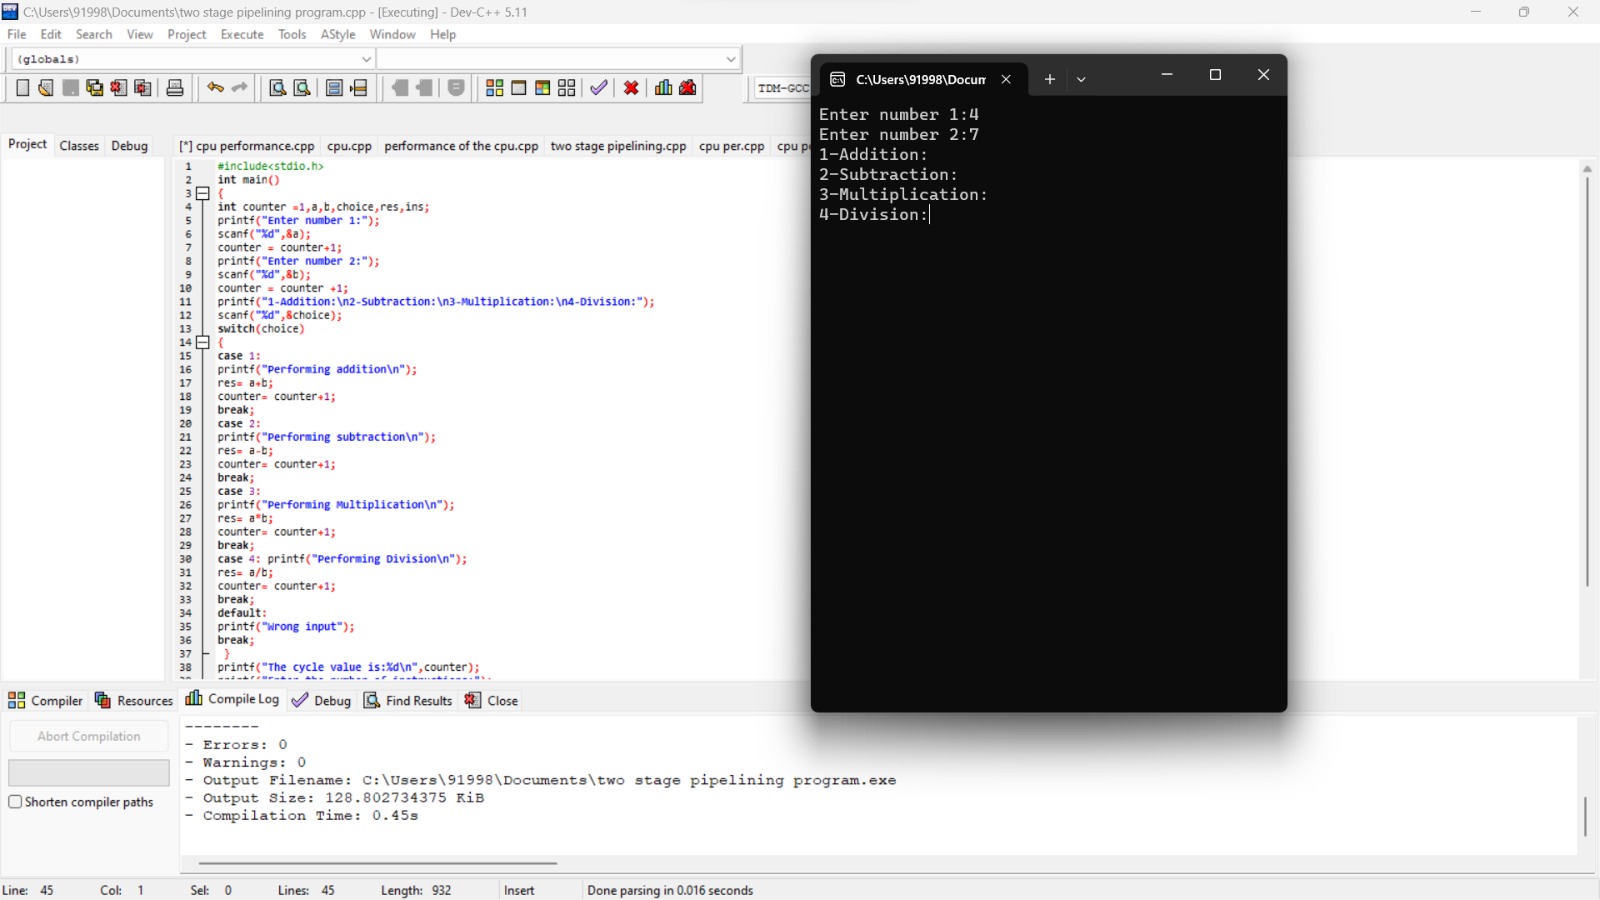 C:\Users\91998\Documents\two stage pipelining program.cpp - [Executing] - Dev-C++ 5.11
File Edit Search View Project Execute Tools AStyle Window Help
(globals)
TDM-GCC
Project Classes Debug
[*] cpu performance.cpp cpu.cpp performance of the cpu.cpp two stage pipelining.cpp cpu per.cpp
1 #include<stdio.h>
2 int main()
3 {
4 int counter =1,a,b,choice,res,ins;
5 printf("Enter number 1:");
6 scanf("%d",&a);
7 counter = counter+1;
8 printf("Enter number 2:");
9 scanf("%d",&b);
10 counter = counter +1;
11 printf("1-Addition:\n2-Subtraction:\n3-Multiplication:\n4-Division:");
12 scanf("%d",&choice);
13 switch(choice)
14 {
15 case 1:
16 printf("Performing addition\n");
17 res= a+b;
18 counter= counter+1;
19 break;
20 case 2:
21 printf("Performing subtraction\n");
22 res= a-b;
23 counter= counter+1;
24 break;
25 case 3:
26 printf("Performing Multiplication\n");
27 res= a*b;
28 counter= counter+1;
29 break;
30 case 4: printf("Performing Division\n");
31 res= a/b;
32 counter= counter+1;
33 break;
34 default:
35 printf("Wrong input");
36 break;
37 }
38 printf("The cycle value is:%d\n",counter);
C:\Users\91998\Docum
Enter number 1:4
Enter number 2:7
1-Addition:
2-Subtraction:
3-Multiplication:
4-Division:
Compiler Resources Compile Log Debug Find Results Close
Abort Compilation
Shorten compiler paths
--------
- Errors: 0
- Warnings: 0
- Output Filename: C:\Users\91998\Documents\two stage pipelining program.exe
- Output Size: 128.802734375 KiB
- Compilation Time: 0.45s
Line: 45 Col: 1 Sel: 0 Lines: 45 Length: 932 Insert Done parsing in 0.016 seconds